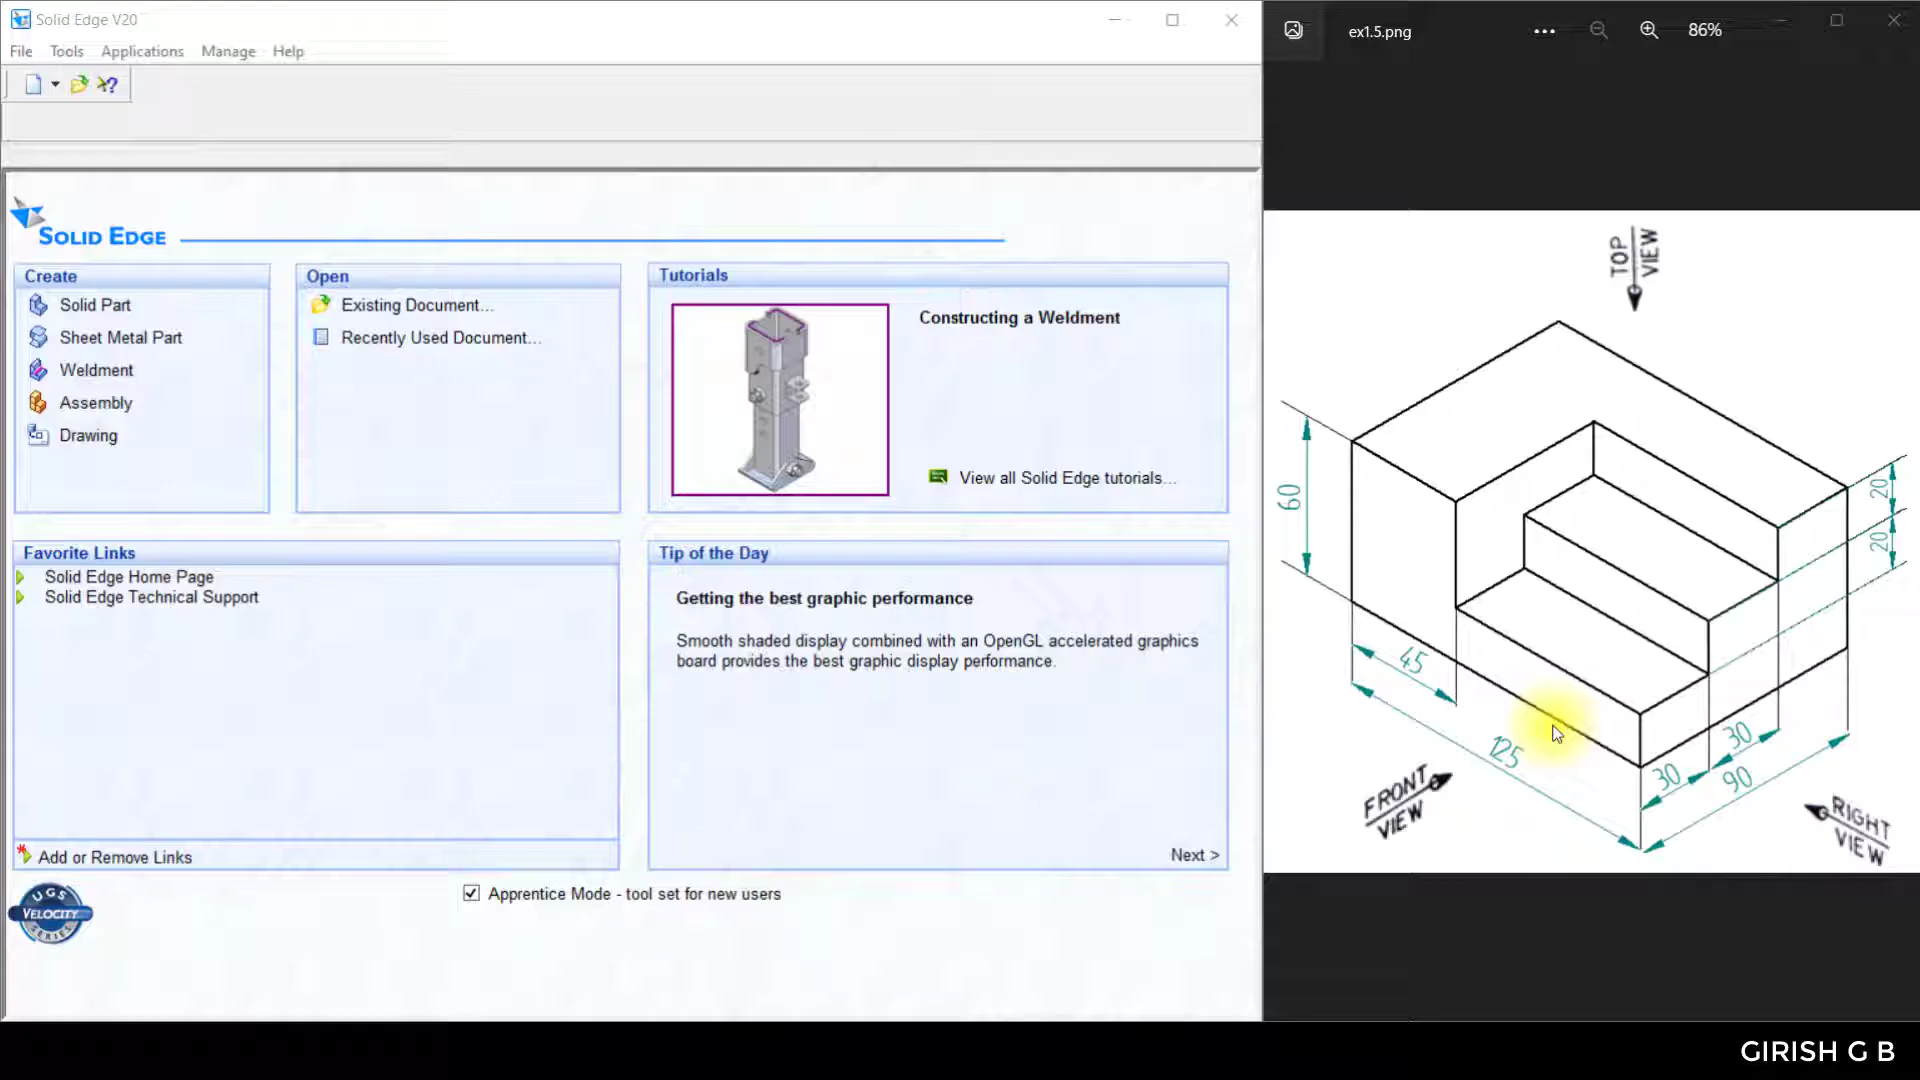 Solid Edge V20
File Tools Applications Manage Help
SOLID EDGE
Create
Solid Part
Sheet Metal Part
Weldment
Assembly
Drawing
Open
Existing Document...
Recently Used Document...
Tutorials
Constructing a Weldment
View all Solid Edge tutorials...
Favorite Links
Solid Edge Home Page
Solid Edge Technical Support
Add or Remove Links
Tip of the Day
Getting the best graphic performance
Smooth shaded display combined with an OpenGL accelerated graphics
board provides the best graphic display performance.
Next >
UGS
VELOCITY
SERIES
Apprentice Mode - tool set for new users
ex1.5.png
86%
TOP
VIEW
60
20
20
45
125
30
30
90
FRONT
VIEW
RIGHT
VIEW
GIRISH G B